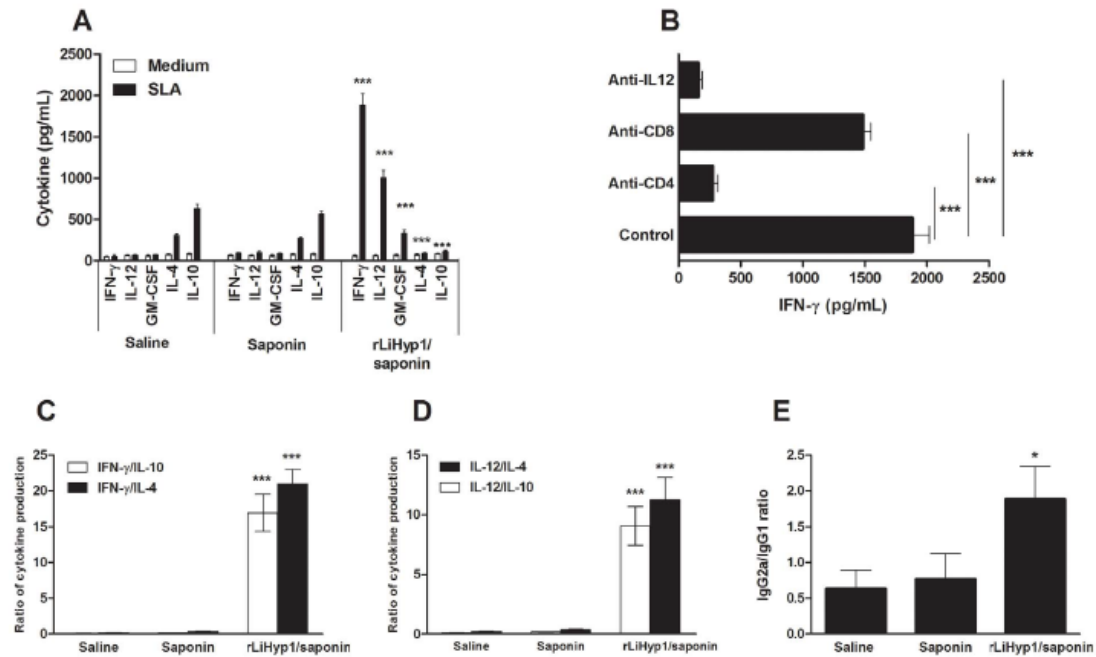 A
Cytokine (pg/mL)
2500
2000
1500
1000
500
0
Medium
SLA
***
***
***
***
***
IFN-γ
IL-12
GM-CSF
IL-4
IL-10
IFN-γ
IL-12
GM-CSF
IL-4
IL-10
IFN-γ
IL-12
GM-CSF
IL-4
IL-10
Saline
Saponin
rLiHyp1/
saponin
B
Anti-IL12
Anti-CD8
Anti-CD4
Control
***
***
***
0
500
1000
1500
2000
2500
IFN-γ (pg/mL)
C
Ratio of cytokine production
25
20
15
10
5
0
IFN-γ/IL-10
IFN-γ/IL-4
***
***
Saline
Saponin
rLiHyp1/saponin
D
Ratio of cytokine production
15
10
5
0
IL-12/IL-4
IL-12/IL-10
***
***
Saline
Saponin
rLiHyp1/saponin
E
IgG2a/IgG1 ratio
2.5
2.0
1.5
1.0
0.5
0.0
*
Saline
Saponin
rLiHyp1/saponin